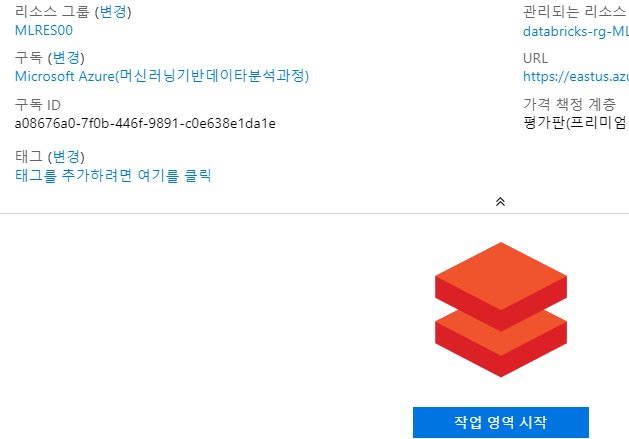 리소스 그룹 (변경)
MLRES00
구독 (변경)
Microsoft Azure(머신러닝기반데이타분석과정)
구독 ID
a08676a0-7f0b-446f-9891-c0e638e1da1e
태그 (변경)
태그를 추가하려면 여기를 클릭
관리되는 리소스
databricks-rg-ML
URL
https://eastus.azu
가격 책정 계층
평가판(프리미엄
작업 영역 시작